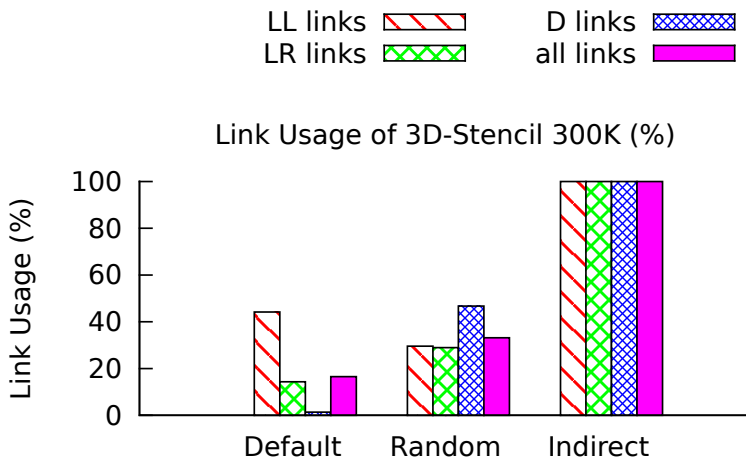 LL links
LR links
D links
all links
Link Usage of 3D-Stencil 300K (%)
Link Usage (%)
100
80
60
40
20
0
Default Random Indirect